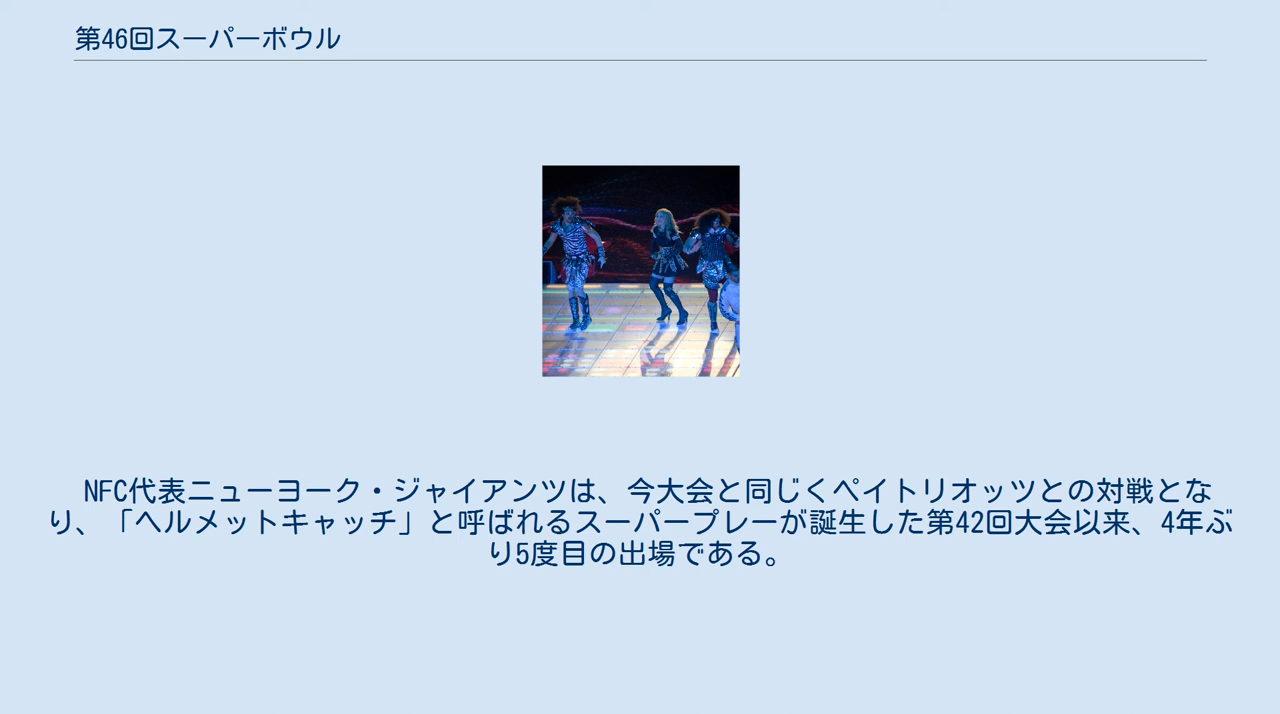 第46回スーパーボウル
NFC代表ニューヨーク・ジャイアンツは、今大会と同じくペイトリオッツとの対戦とな
り、「ヘルメットキャッチ」と呼ばれるスーパープレーが誕生した第42回大会以来、4年ぶ
り5度目の出場である。